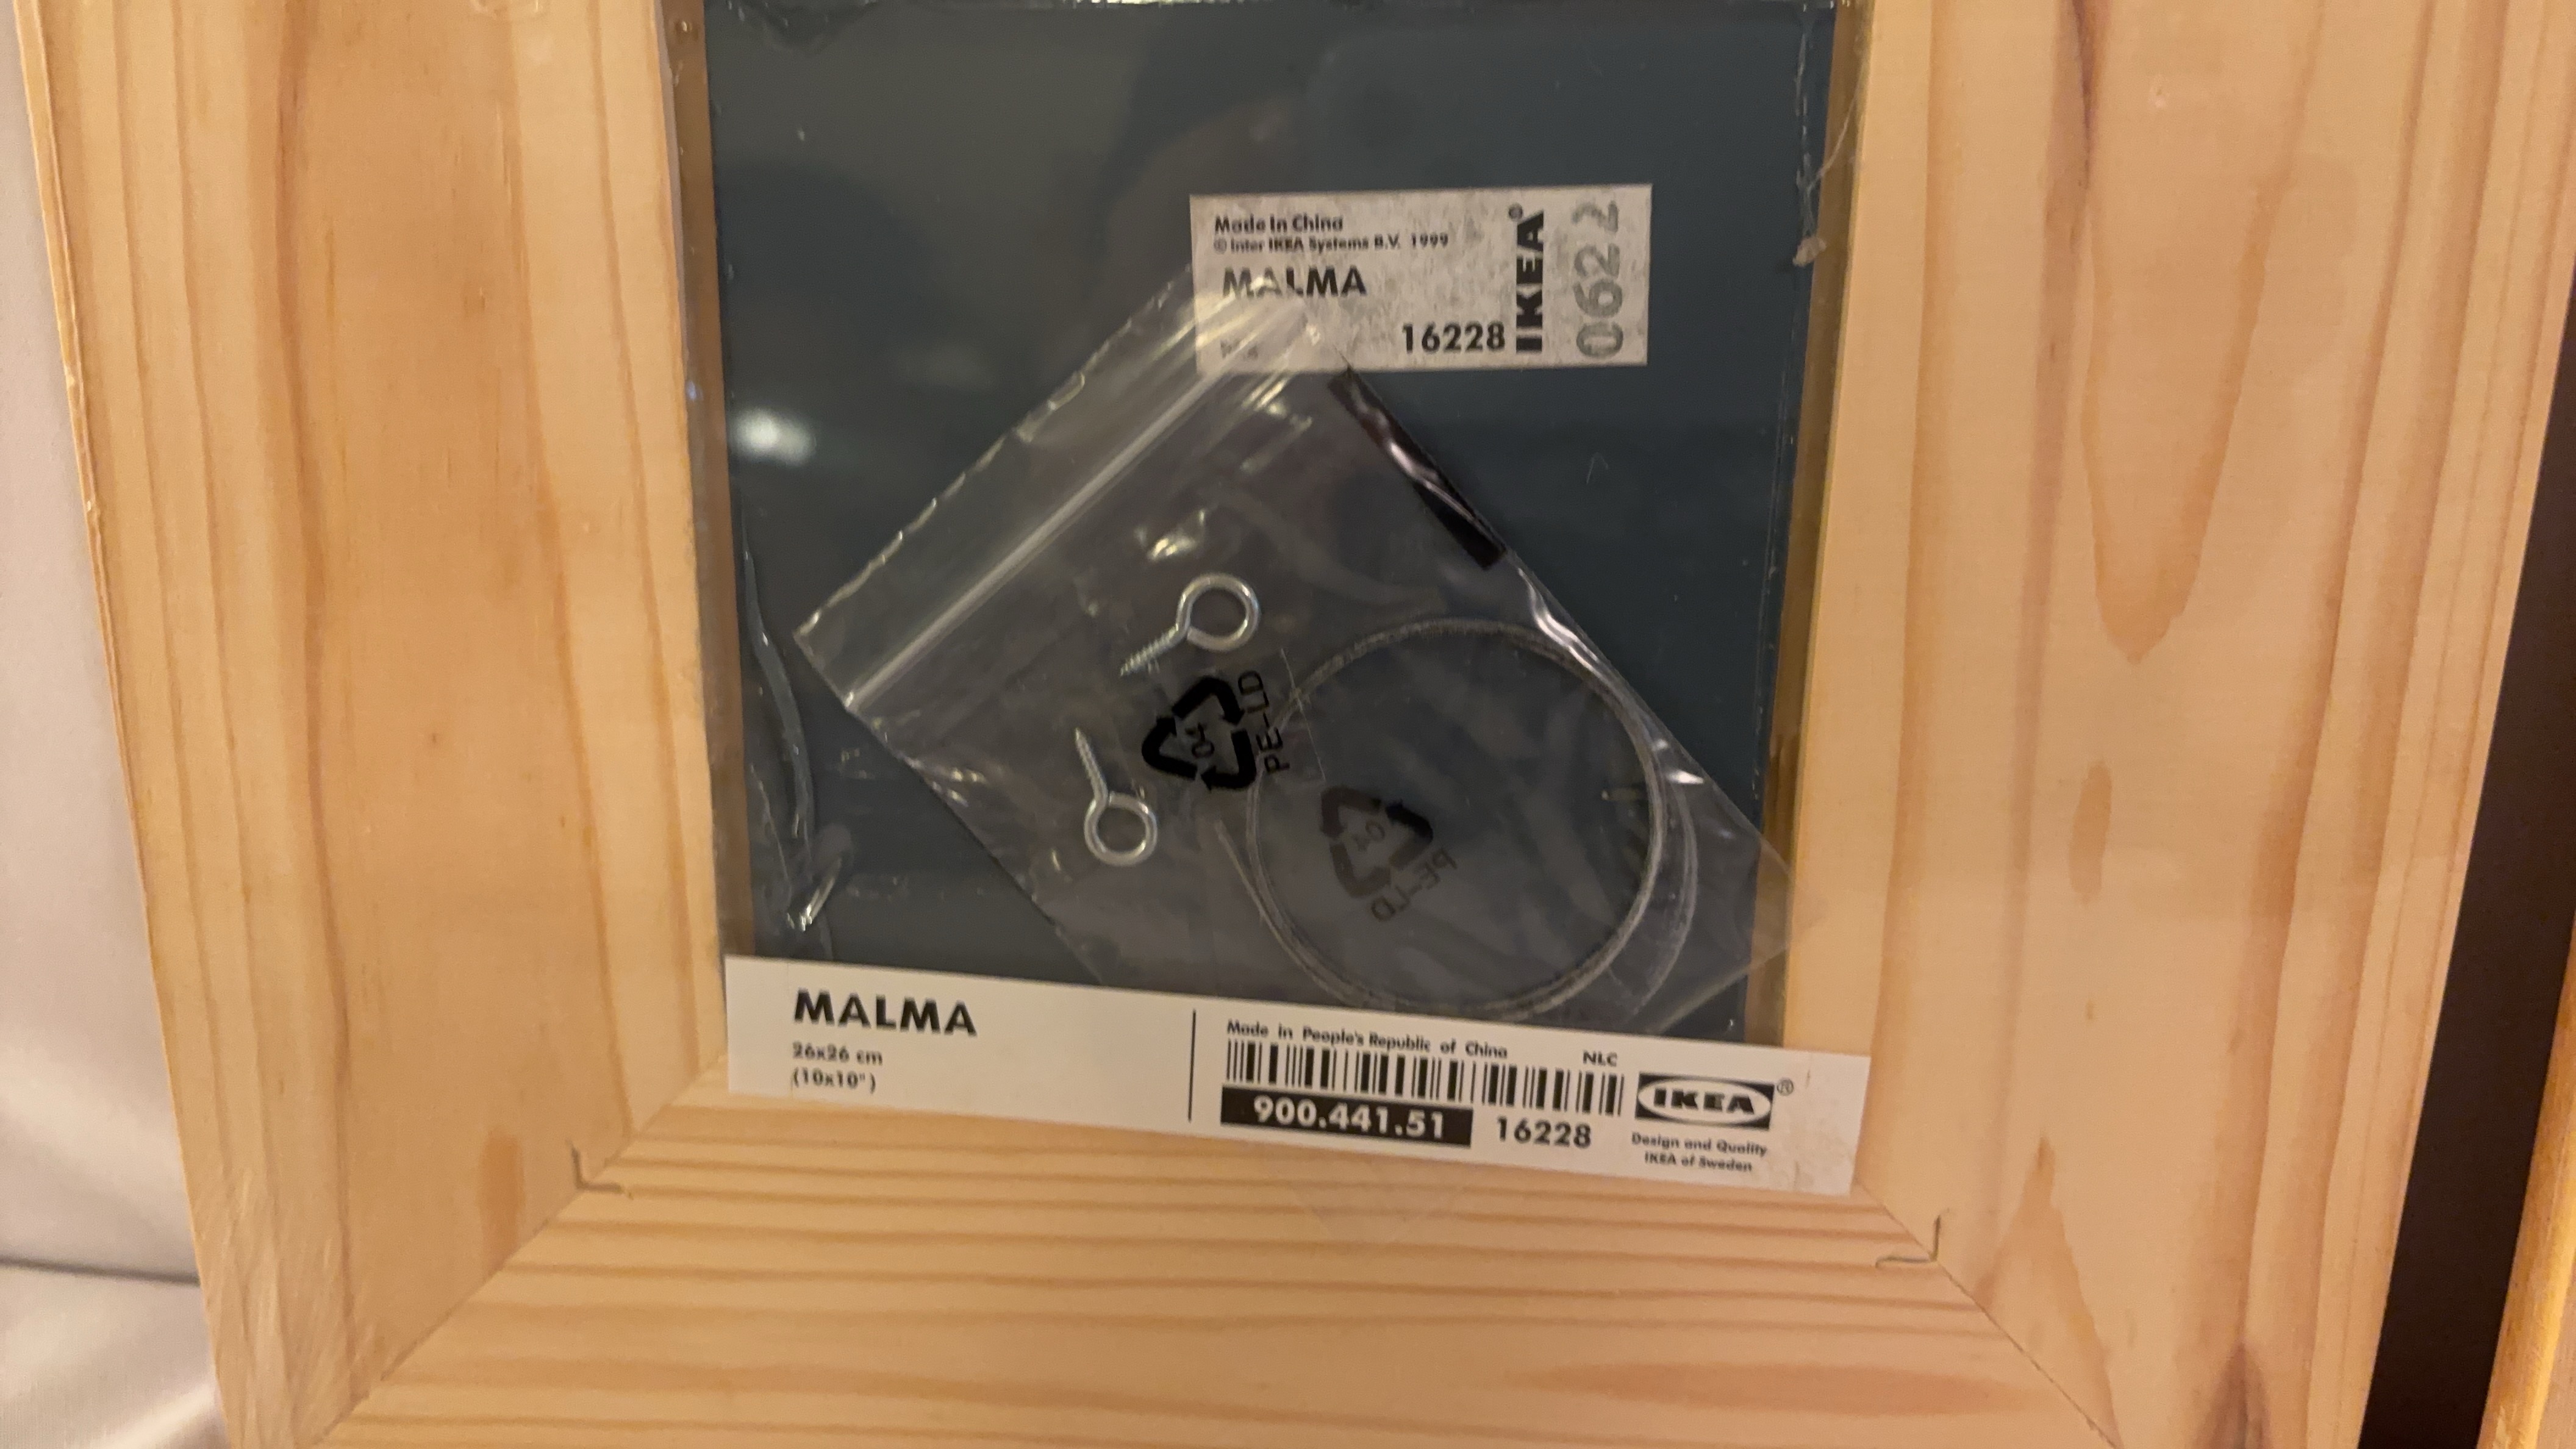 Made in China
© Inter IKEA Systems B.V. 1999
MALMA
16228
IKEA®
0622
04
PE-LD
04
PE-LD
MALMA
26x26 cm
(10x10")
Made in People's Republic of China NLC
900.441.51 16228
IKEA®
Design and Quality
IKEA of Sweden